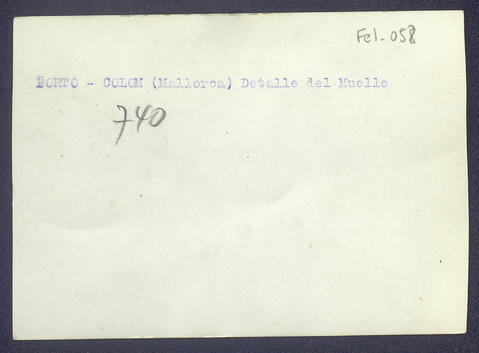 Fel-058
PORTO - COLOM (Mallorca) Detalle del Muelle
740